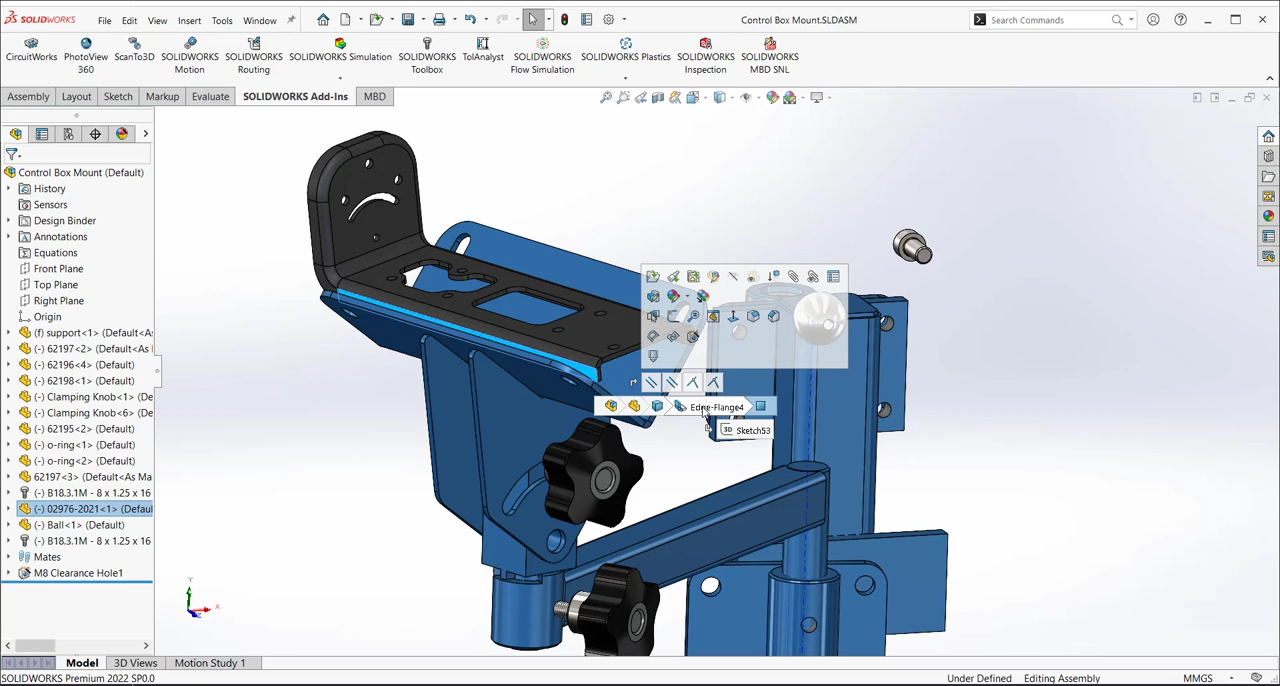 SOLIDWORKS File Edit View Insert Tools Window Control Box Mount.SLDASM Search Commands
CircuitWorks PhotoView 360 ScanTo3D SOLIDWORKS Motion SOLIDWORKS Routing SOLIDWORKS Simulation SOLIDWORKS Toolbox TolAnalyst SOLIDWORKS Flow Simulation SOLIDWORKS Plastics SOLIDWORKS Inspection SOLIDWORKS MBD SNL
Assembly Layout Sketch Markup Evaluate SOLIDWORKS Add-Ins MBD
Control Box Mount (Default)
History
Sensors
Design Binder
Annotations
Equations
Front Plane
Top Plane
Right Plane
Origin
(f) support<1> (Default<As
(-) 62197<2> (Default<As
(-) 62196<4> (Default)
(-) 62198<1> (Default)
Clamping Knob<1> (Default)
Clamping Knob<6> (Default)
(-) 62195<2> (Default)
(-) o-ring<1> (Default)
(-) o-ring<2> (Default)
62197<3> (Default<As Ma
(-) B18.3.1M - 8 x 1.25 x 16
(-) 02976-2021<1> (Defaul
(-) Ball<1> (Default)
(-) B18.3.1M - 8 x 1.25 x 16
Mates
M8 Clearance Hole1
Edge-Flange4
3D Sketch53
Y
X
Z
Model 3D Views Motion Study 1
SOLIDWORKS Premium 2022 SP0.0 Under Defined Editing Assembly MMGS